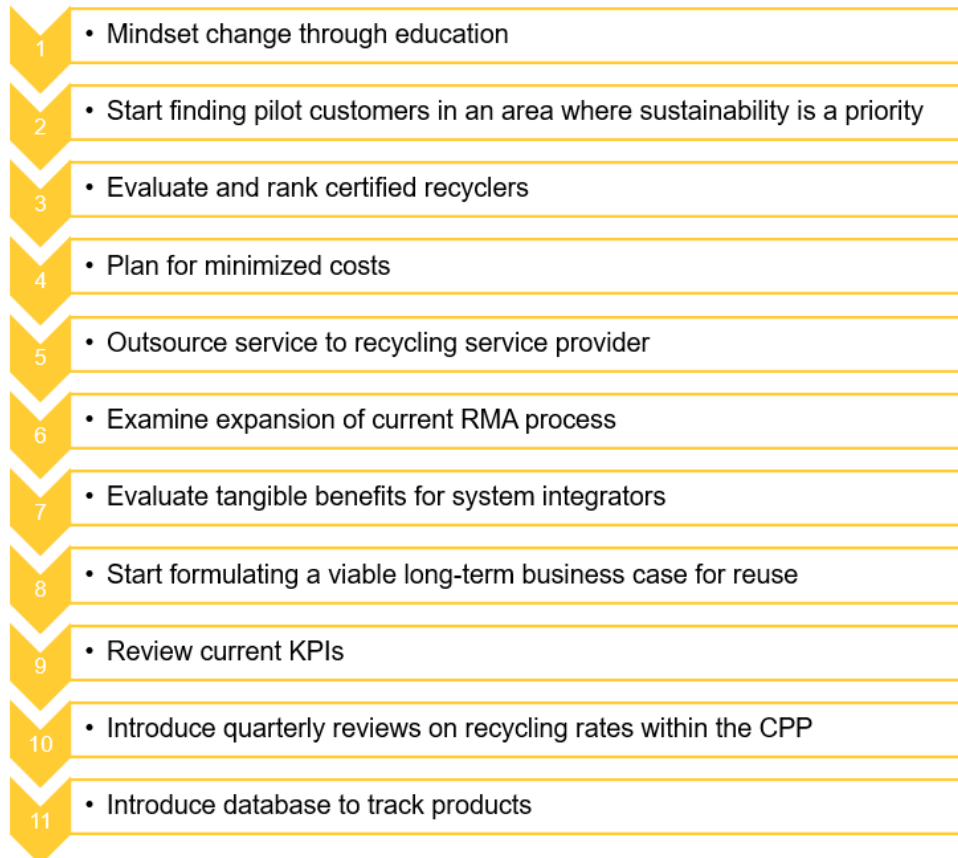 1
• Mindset change through education
2
• Start finding pilot customers in an area where sustainability is a priority
3
• Evaluate and rank certified recyclers
4
• Plan for minimized costs
5
• Outsource service to recycling service provider
6
• Examine expansion of current RMA process
7
• Evaluate tangible benefits for system integrators
8
• Start formulating a viable long-term business case for reuse
9
• Review current KPIs
10
• Introduce quarterly reviews on recycling rates within the CPP
11
• Introduce database to track products